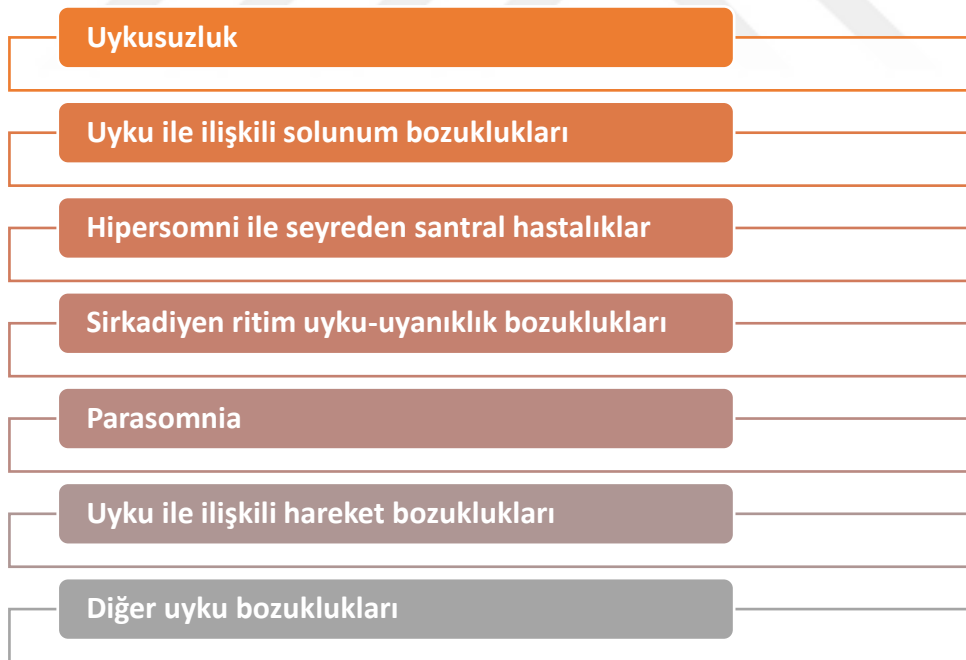 Uykusuzluk
Uyku ile ilişkili solunum bozuklukları
Hipersomni ile seyreden santral hastalıklar
Sirkadiyen ritim uyku-uyanıklık bozuklukları
Parasomnia
Uyku ile ilişkili hareket bozuklukları
Diğer uyku bozuklukları